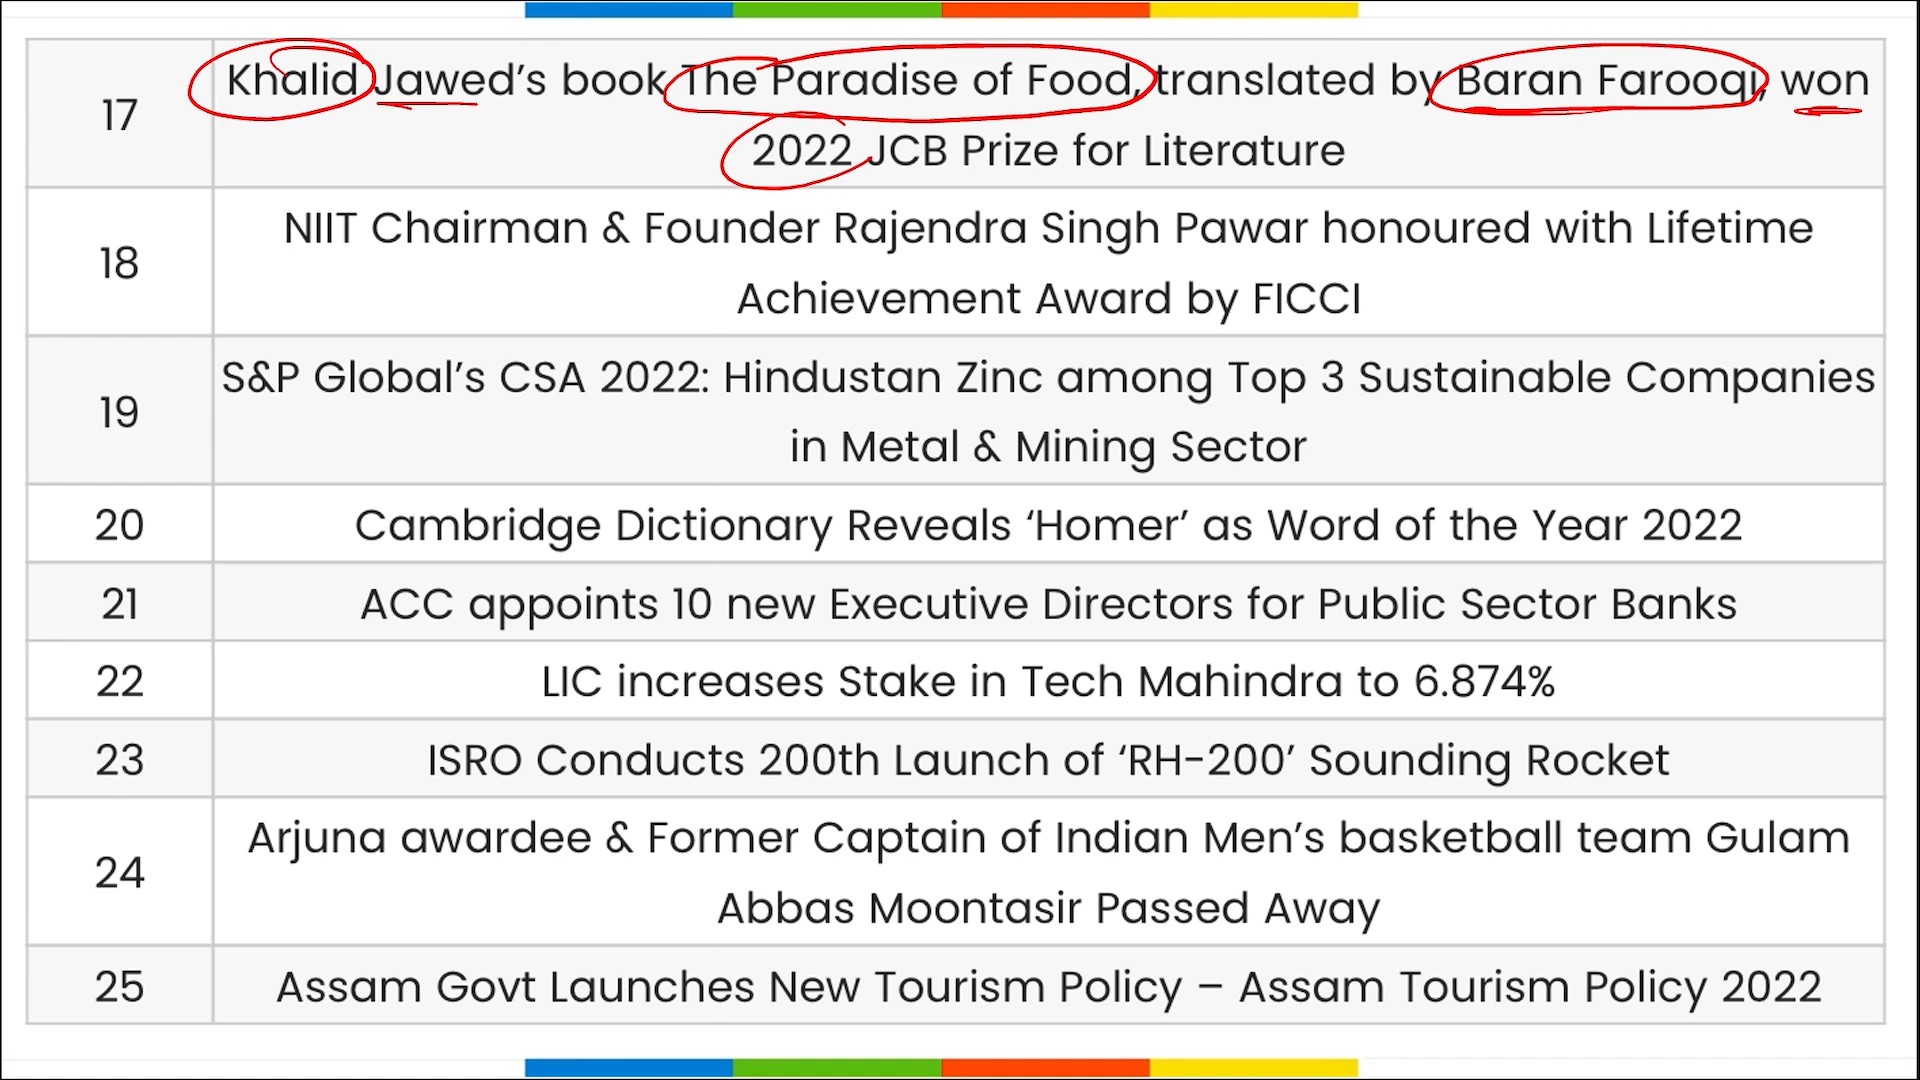 17
Khalid Jawed’s book The Paradise of Food, translated by Baran Farooqi, won
2022 JCB Prize for Literature
18
NIIT Chairman & Founder Rajendra Singh Pawar honoured with Lifetime
Achievement Award by FICCI
19
S&P Global’s CSA 2022: Hindustan Zinc among Top 3 Sustainable Companies
in Metal & Mining Sector
20
Cambridge Dictionary Reveals ‘Homer’ as Word of the Year 2022
21
ACC appoints 10 new Executive Directors for Public Sector Banks
22
LIC increases Stake in Tech Mahindra to 6.874%
23
ISRO Conducts 200th Launch of ‘RH-200’ Sounding Rocket
24
Arjuna awardee & Former Captain of Indian Men’s basketball team Gulam
Abbas Moontasir Passed Away
25
Assam Govt Launches New Tourism Policy – Assam Tourism Policy 2022